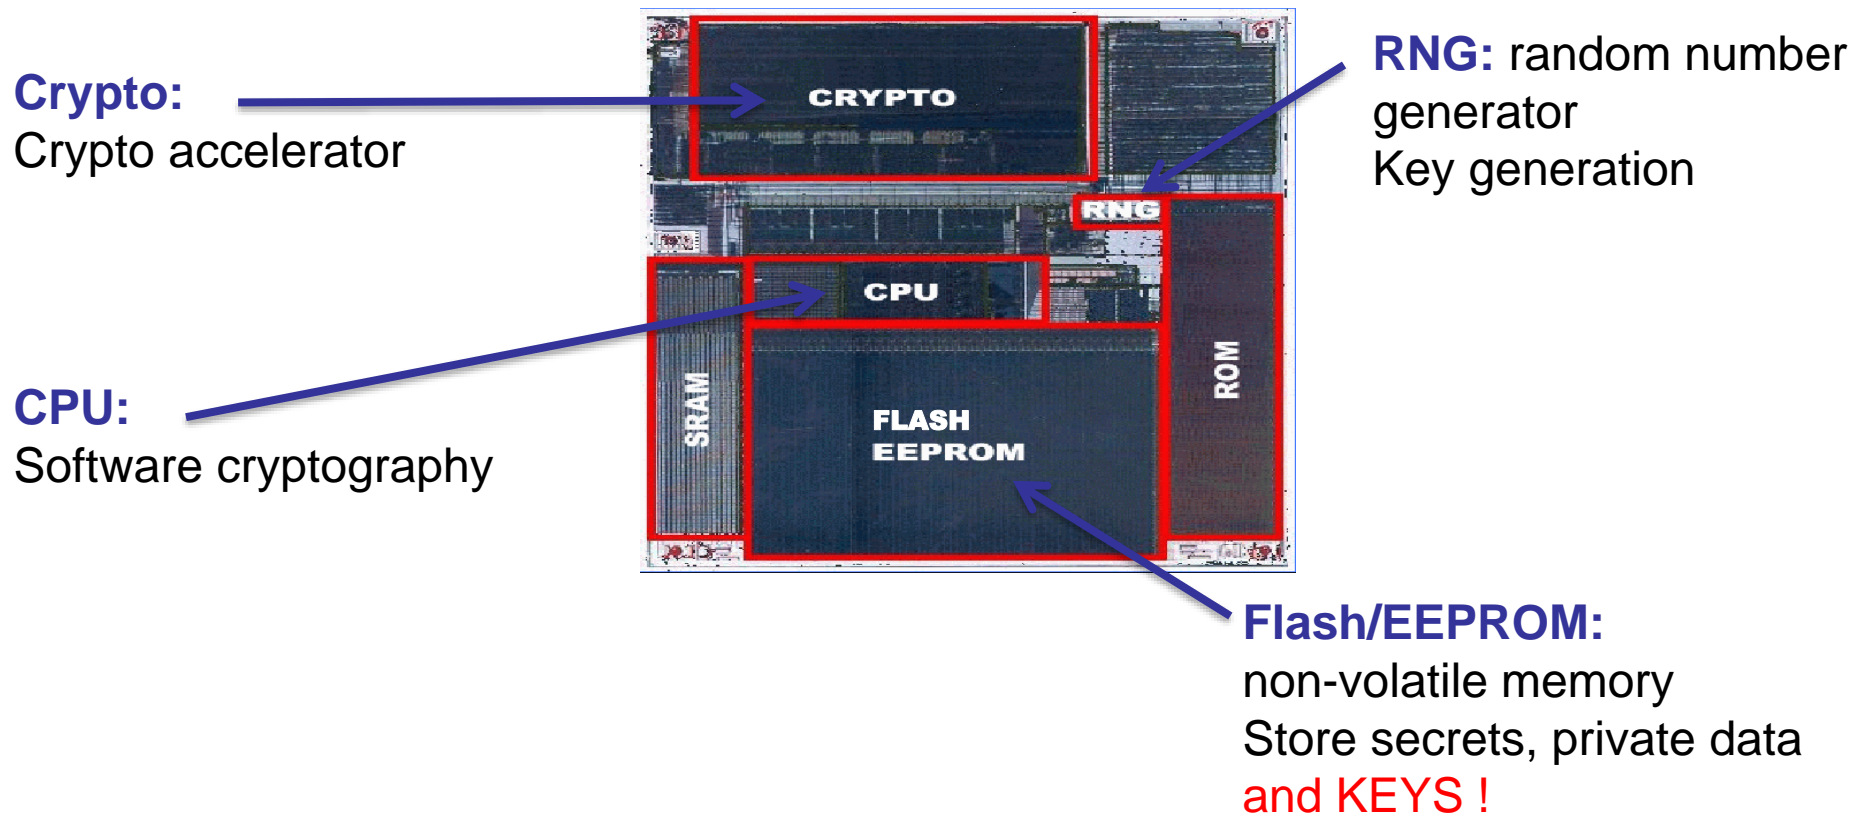 Crypto:
Crypto accelerator
CRYPTO
RNG: random number
generator
Key generation
RNG
CPU
CPU:
Software cryptography
SRAM
FLASH
EEPROM
ROM
Flash/EEPROM:
non-volatile memory
Store secrets, private data
and KEYS !